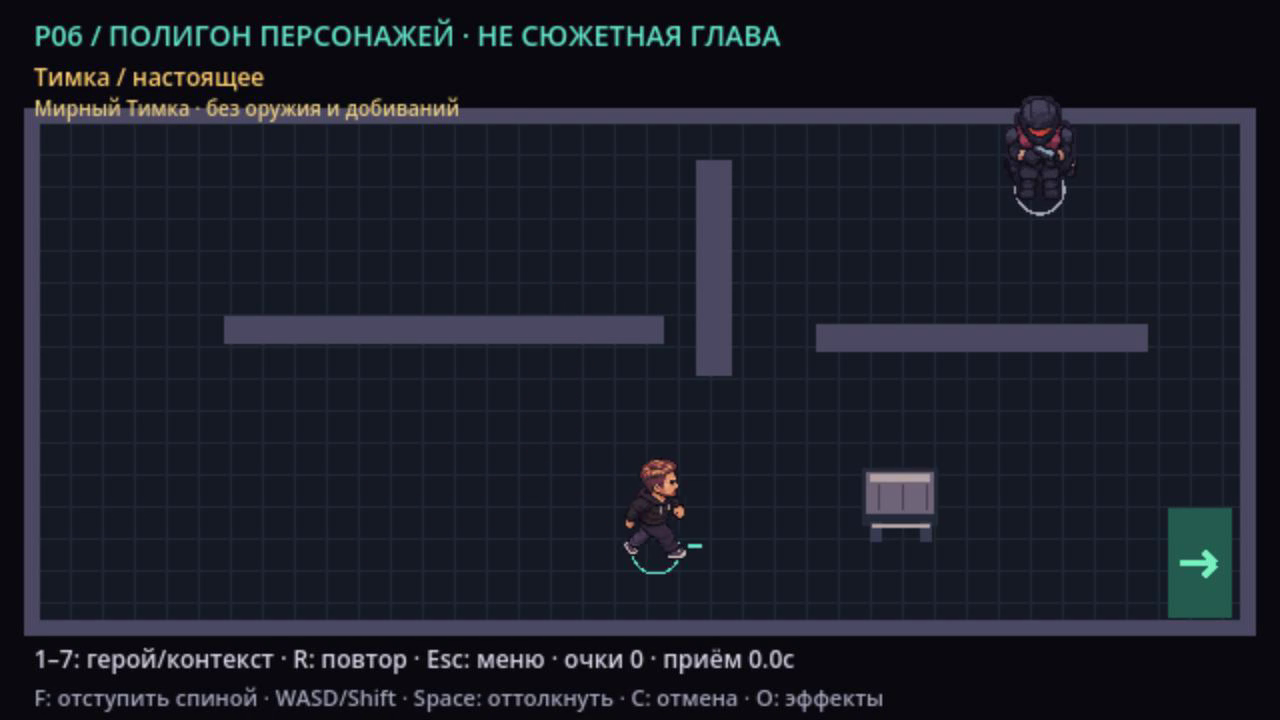 P06 / ПОЛИГОН ПЕРСОНАЖЕЙ · НЕ СЮЖЕТНАЯ ГЛАВА
Тимка / настоящее
Мирный Тимка · без оружия и добиваний
1–7: герой/контекст · R: повтор · Esc: меню · очки 0 · приём 0.0с
F: отступить спиной · WASD/Shift · Space: оттолкнуть · C: отмена · O: эффекты